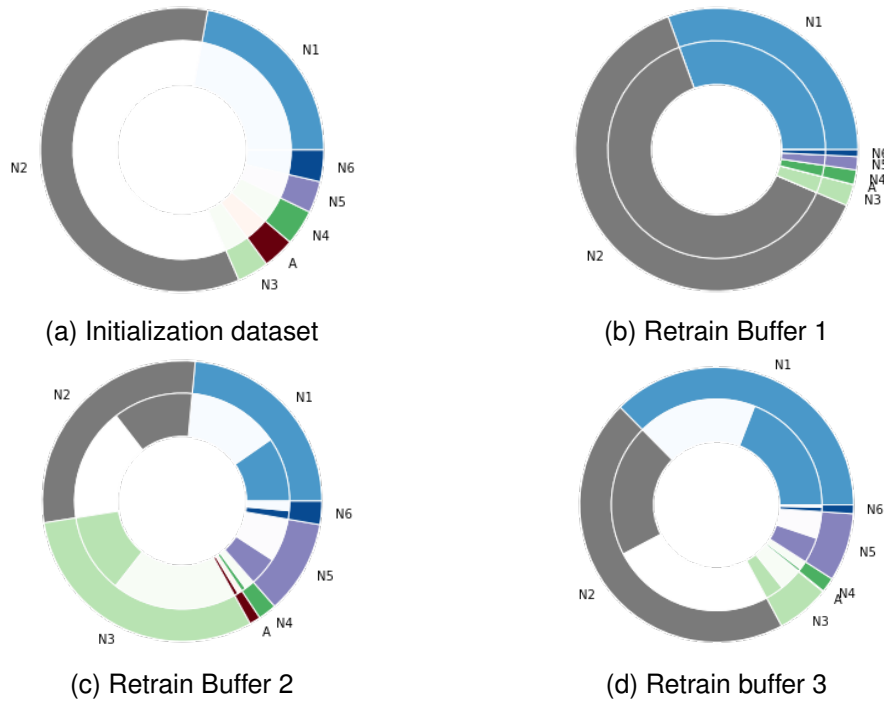 N1
N2
N6
N5
N4
A
N3
(a) Initialization dataset
N1
N2
N6
N5
N4
A
N3
(b) Retrain Buffer 1
N2
N1
N6
N5
N4
A
N3
(c) Retrain Buffer 2
N1
N6
N5
N4
A
N3
N2
(d) Retrain buffer 3